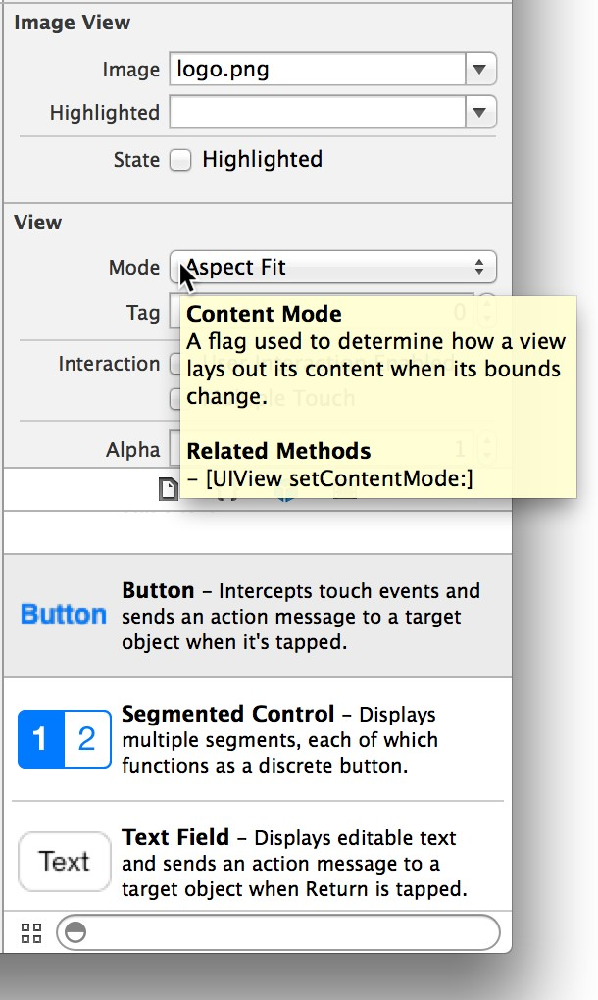 Image View
Image logo.png
Highlighted
State Highlighted
View
Mode Aspect Fit
Tag 0
Content Mode
A flag used to determine how a view
lays out its content when its bounds
change.
Related Methods
- [UIView setContentMode:]
Interaction User Interaction Enabled
Multiple Touch
Alpha 1
Button
Button – Intercepts touch events and
sends an action message to a target
object when it's tapped.
1 2
Segmented Control – Displays
multiple segments, each of which
functions as a discrete button.
Text
Text Field – Displays editable text
and sends an action message to a
target object when Return is tapped.